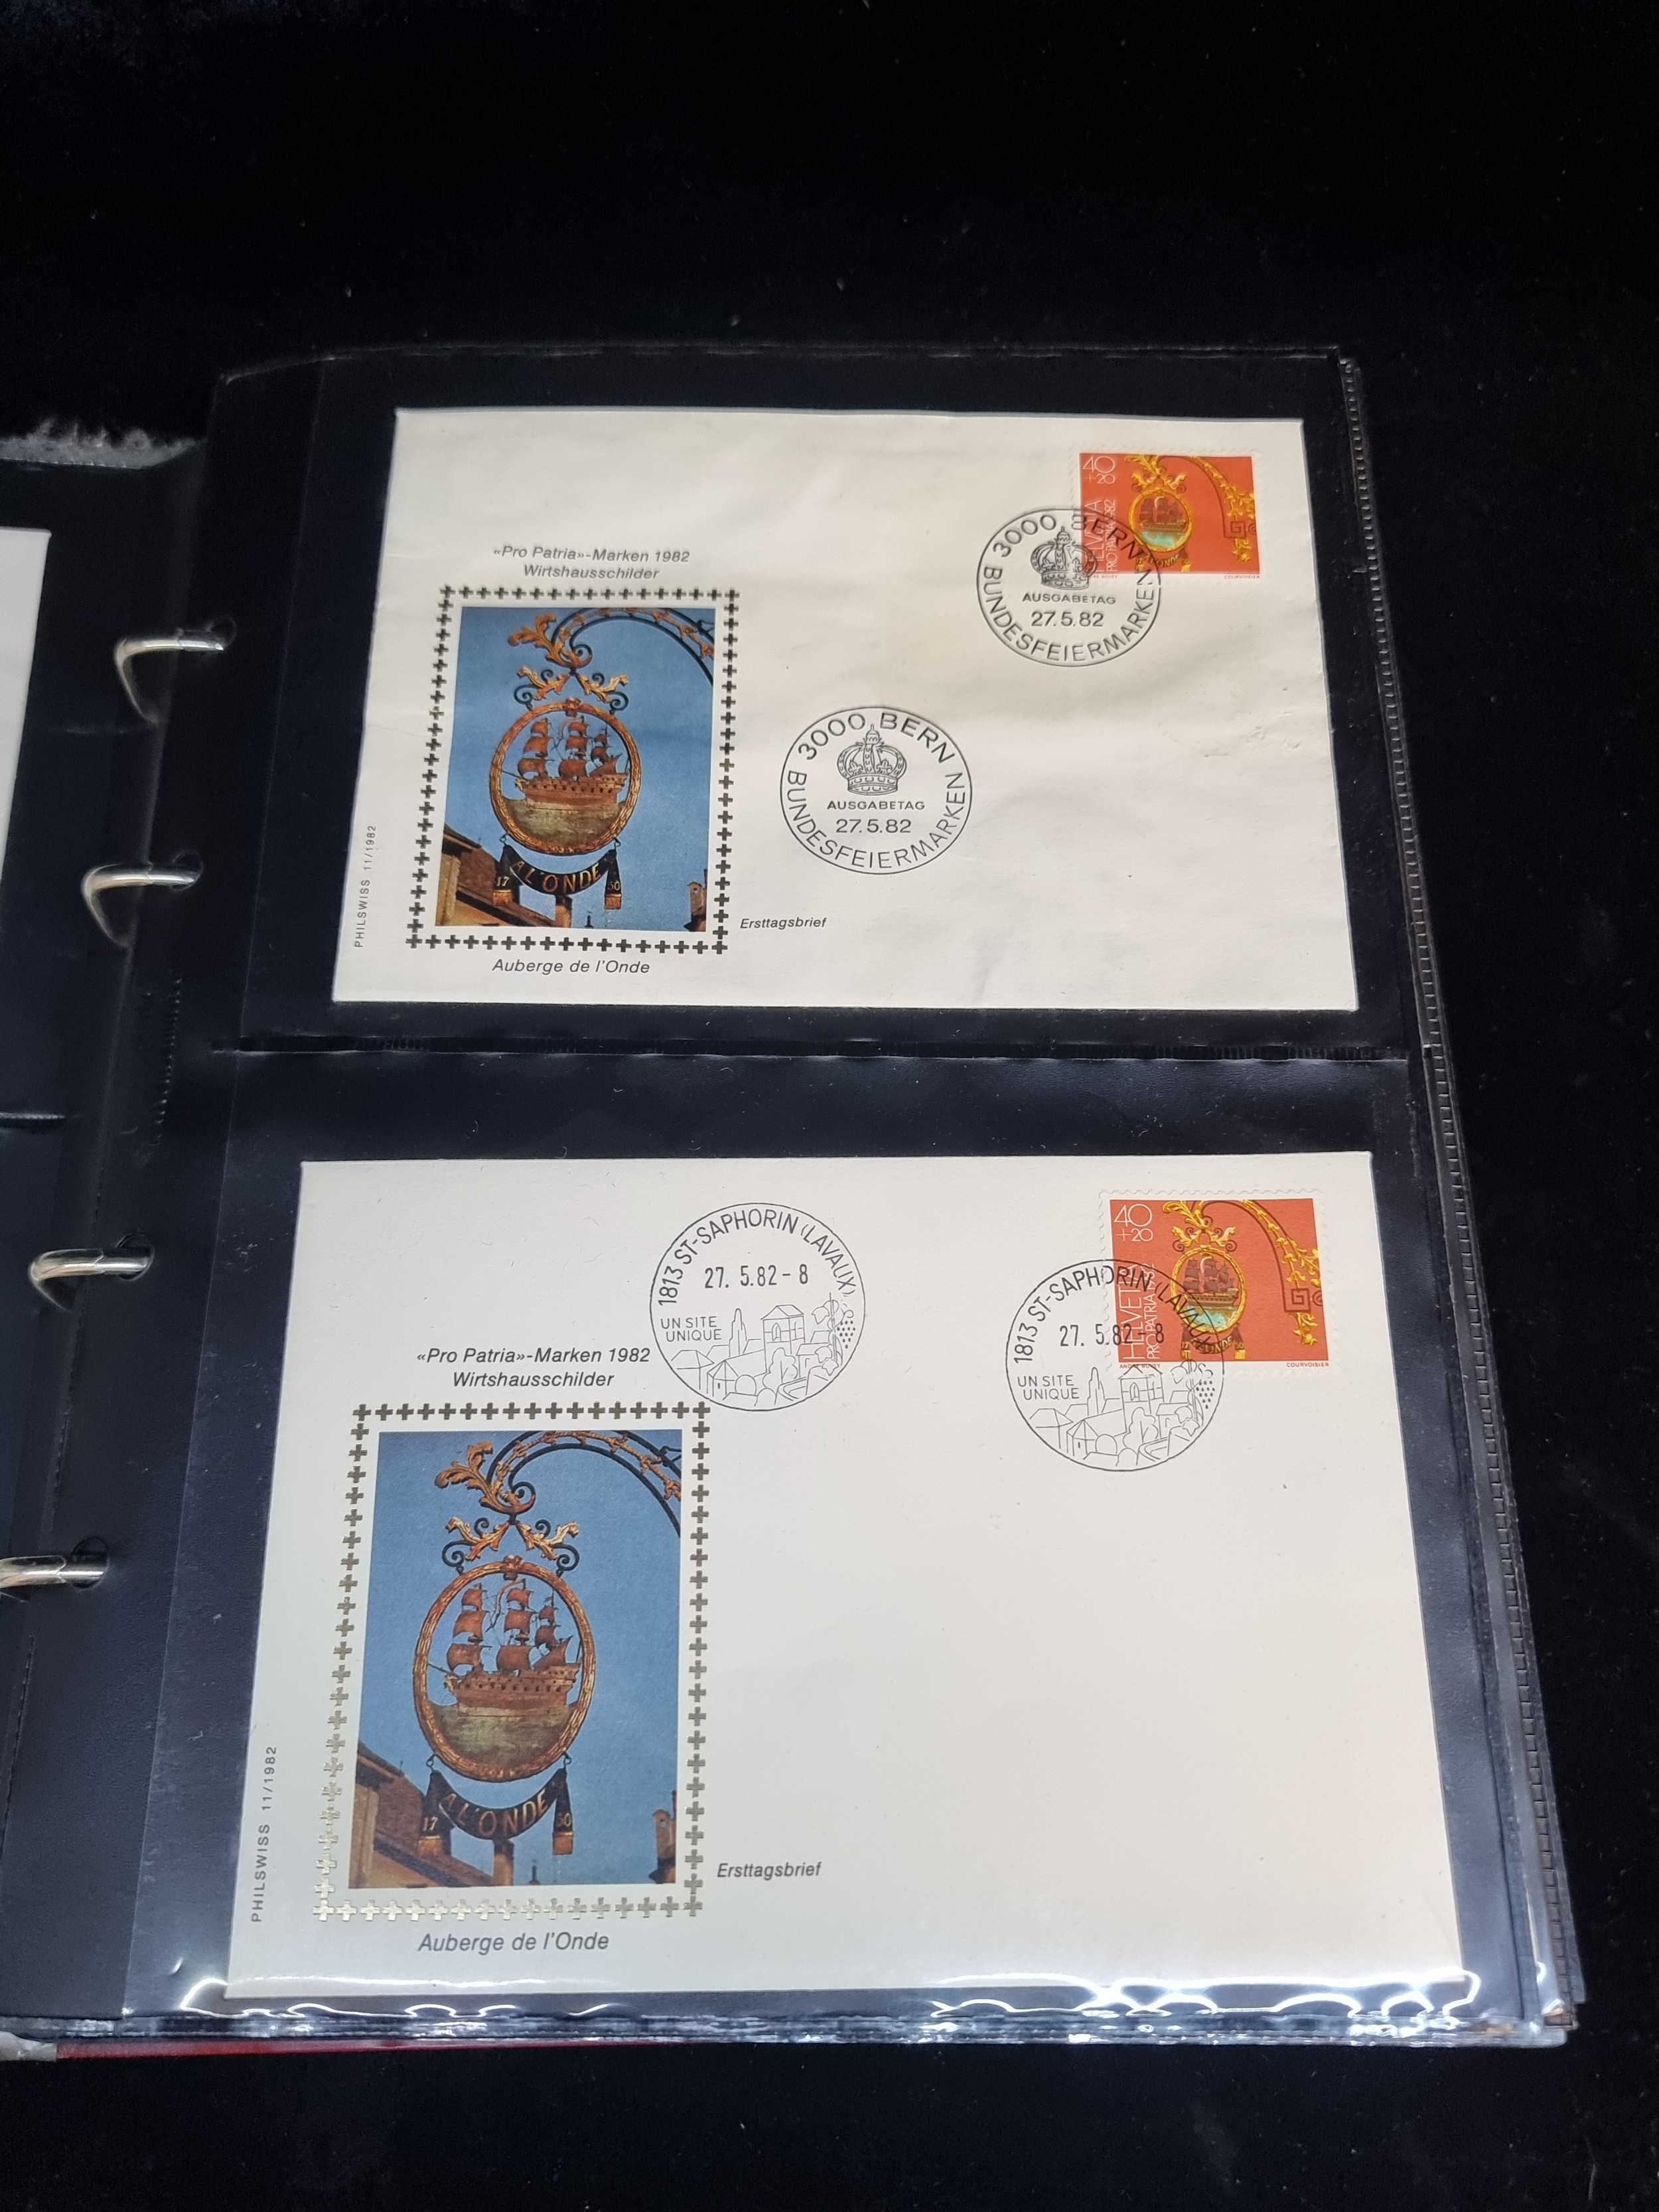 40
+20
HELVETIA
PRO PATRIA 1982
COURVOISIER
3000 BERN
AUSGABETAG
27.5.82
BUNDESFEIERMARKEN
«Pro Patria»-Marken 1982
Wirtshausschilder
A L'ONDE
17 50
3000 BERN
AUSGABETAG
27.5.82
BUNDESFEIERMARKEN
PHILSWISS 11/1982
Ersttagsbrief
Auberge de l'Onde
1813 ST-SAPHORIN (LAVAUX)
27. 5.82-8
UN SITE
UNIQUE
40
+20
HELVETIA
PRO PATRIA 1982
COURVOISIER
1813 ST-SAPHORIN (LAVAUX)
27. 5.82-8
UN SITE
UNIQUE
«Pro Patria»-Marken 1982
Wirtshausschilder
A L'ONDE
17 50
PHILSWISS 11/1982
Ersttagsbrief
Auberge de l'Onde